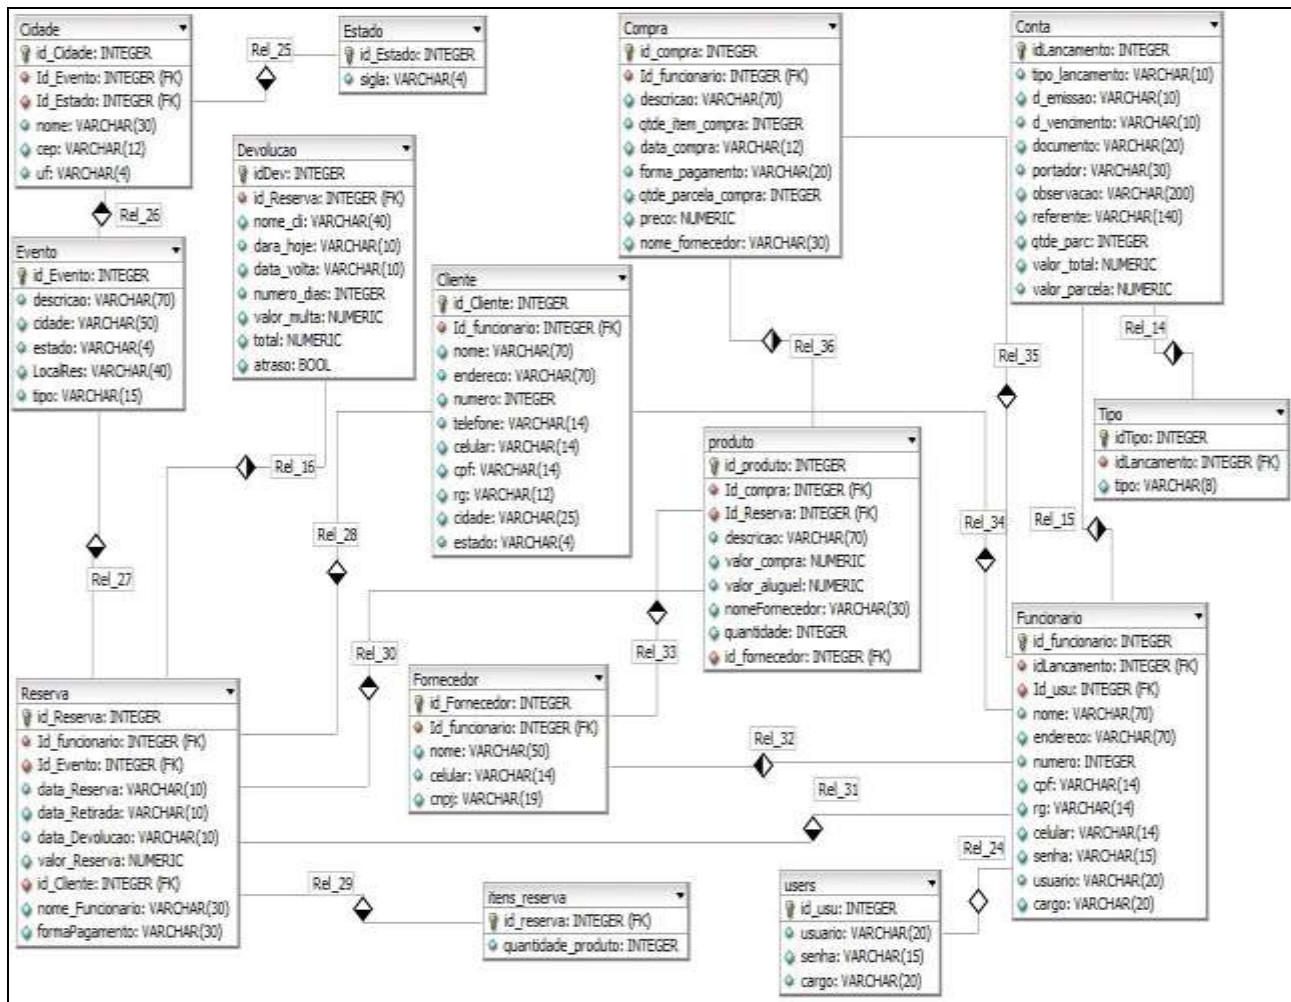 Cidade
id_Cidade: INTEGER
Id_Evento: INTEGER (FK)
Id_Estado: INTEGER (FK)
nome: VARCHAR(30)
cep: VARCHAR(12)
uf: VARCHAR(4)
Rel_25
Estado
id_Estado: INTEGER
sigla: VARCHAR(4)
Compra
id_compra: INTEGER
Id_funcionario: INTEGER (FK)
descricao: VARCHAR(70)
qtde_item_compra: INTEGER
data_compra: VARCHAR(12)
forma_pagamento: VARCHAR(20)
qtde_parcela_compra: INTEGER
preco: NUMERIC
nome_fornecedor: VARCHAR(30)
Conta
idLancamento: INTEGER
tipo_lancamento: VARCHAR(10)
d_emissao: VARCHAR(10)
d_vencimento: VARCHAR(10)
documento: VARCHAR(20)
portador: VARCHAR(30)
observacao: VARCHAR(200)
referente: VARCHAR(140)
qtde_parc: INTEGER
valor_total: NUMERIC
valor_parcela: NUMERIC
Devolucao
idDev: INTEGER
id_Reserva: INTEGER (FK)
nome_cli: VARCHAR(40)
dara_hoje: VARCHAR(10)
data_volta: VARCHAR(10)
numero_dias: INTEGER
valor_multa: NUMERIC
total: NUMERIC
atraso: BOOL
Rel_26
Evento
id_Evento: INTEGER
descricao: VARCHAR(70)
cidade: VARCHAR(50)
estado: VARCHAR(4)
LocalRes: VARCHAR(40)
tipo: VARCHAR(15)
Cliente
id_Cliente: INTEGER
Id_funcionario: INTEGER (FK)
nome: VARCHAR(70)
endereco: VARCHAR(70)
numero: INTEGER
telefone: VARCHAR(14)
celular: VARCHAR(14)
cpf: VARCHAR(14)
rg: VARCHAR(12)
cidade: VARCHAR(25)
estado: VARCHAR(4)
Rel_36
Rel_35
Rel_14
Tipo
idTipo: INTEGER
idLancamento: INTEGER (FK)
tipo: VARCHAR(8)
produto
id_produto: INTEGER
Id_compra: INTEGER (FK)
Id_Reserva: INTEGER (FK)
descricao: VARCHAR(70)
valor_compra: NUMERIC
valor_aluguel: NUMERIC
nomeFornecedor: VARCHAR(30)
quantidade: INTEGER
id_fornecedor: INTEGER (FK)
Rel_16
Rel_28
Rel_34
Rel_15
Rel_27
Rel_30
Rel_33
Funcionario
id_funcionario: INTEGER
idLancamento: INTEGER (FK)
Id_usu: INTEGER (FK)
nome: VARCHAR(70)
endereco: VARCHAR(70)
numero: INTEGER
cpf: VARCHAR(14)
rg: VARCHAR(14)
celular: VARCHAR(14)
senha: VARCHAR(15)
usuario: VARCHAR(20)
cargo: VARCHAR(20)
Reserva
id_Reserva: INTEGER
Id_funcionario: INTEGER (FK)
Id_Evento: INTEGER (FK)
data_Reserva: VARCHAR(10)
data_Retirada: VARCHAR(10)
data_Devolucao: VARCHAR(10)
valor_Reserva: NUMERIC
id_Cliente: INTEGER (FK)
nome_Funcionario: VARCHAR(30)
formaPagamento: VARCHAR(30)
Fornecedor
id_Fornecedor: INTEGER
Id_funcionario: INTEGER (FK)
nome: VARCHAR(50)
celular: VARCHAR(14)
cnpj: VARCHAR(19)
Rel_32
Rel_31
Rel_24
Rel_29
itens_reserva
id_reserva: INTEGER (FK)
quantidade_produto: INTEGER
users
id_usu: INTEGER
usuario: VARCHAR(20)
senha: VARCHAR(15)
cargo: VARCHAR(20)